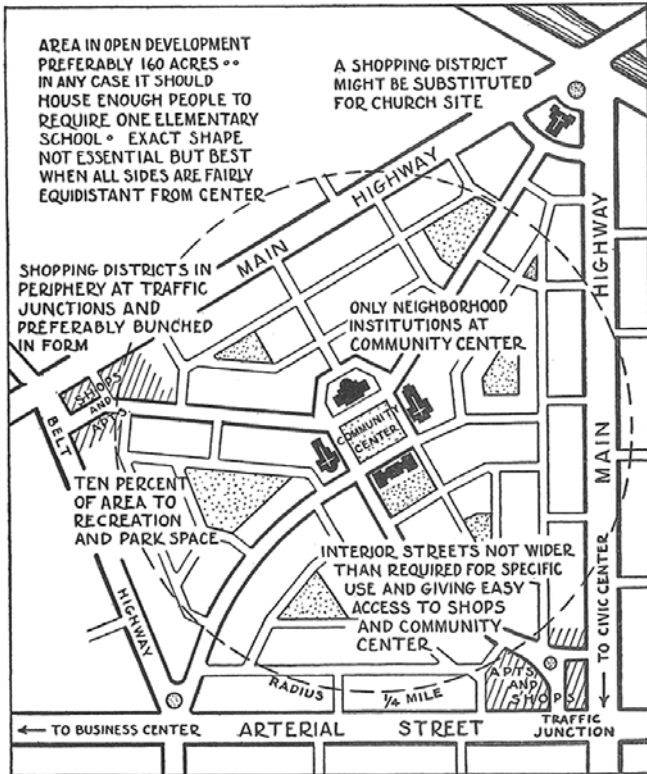 AREA IN OPEN DEVELOPMENT
PREFERABLY 160 ACRES ∘∘
IN ANY CASE IT SHOULD
HOUSE ENOUGH PEOPLE TO
REQUIRE ONE ELEMENTARY
SCHOOL ∘ EXACT SHAPE
NOT ESSENTIAL BUT BEST
WHEN ALL SIDES ARE FAIRLY
EQUIDISTANT FROM CENTER
A SHOPPING DISTRICT
MIGHT BE SUBSTITUTED
FOR CHURCH SITE
MAIN HIGHWAY
HIGHWAY
MAIN
SHOPPING DISTRICTS IN
PERIPHERY AT TRAFFIC
JUNCTIONS AND
PREFERABLY BUNCHED
IN FORM
ONLY NEIGHBORHOOD
INSTITUTIONS AT
COMMUNITY CENTER
SHOPS
AND
APTS
BELT
HIGHWAY
COMMUNITY
CENTER
TEN PERCENT
OF AREA TO
RECREATION
AND PARK SPACE
INTERIOR STREETS NOT WIDER
THAN REQUIRED FOR SPECIFIC
USE AND GIVING EASY
ACCESS TO SHOPS
AND COMMUNITY
CENTER
TO CIVIC CENTER
RADIUS ¼ MILE
APTS
AND
SHOPS
← TO BUSINESS CENTER
ARTERIAL STREET
TRAFFIC
JUNCTION